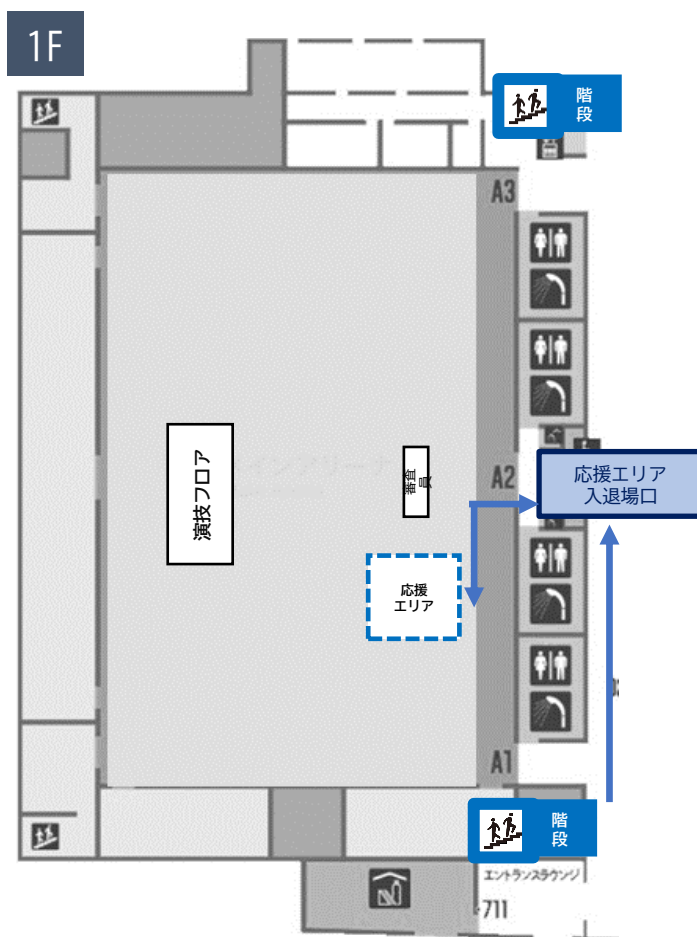 1F
階
段
A3
演技フロア
審査
員
A2
応援エリア
入退場口
応援
エリア
A1
階
段
エントランスラウンジ
711